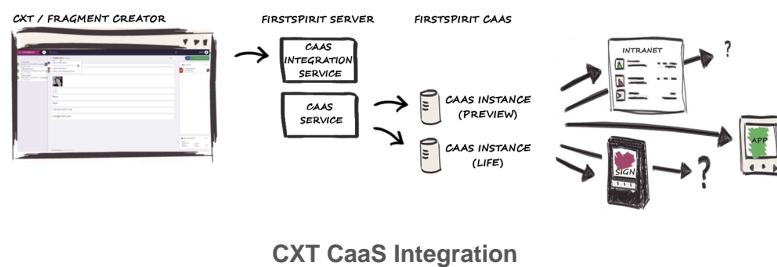 CXT / FRAGMENT CREATOR
FIRSTSPIRIT SERVER
FIRSTSPIRIT CAAS
CAAS
INTEGRATION
SERVICE
CAAS
SERVICE
CAAS INSTANCE
(PREVIEW)
CAAS INSTANCE
(LIFE)
INTRANET
?
SIGN
?
APP
CXT CaaS Integration